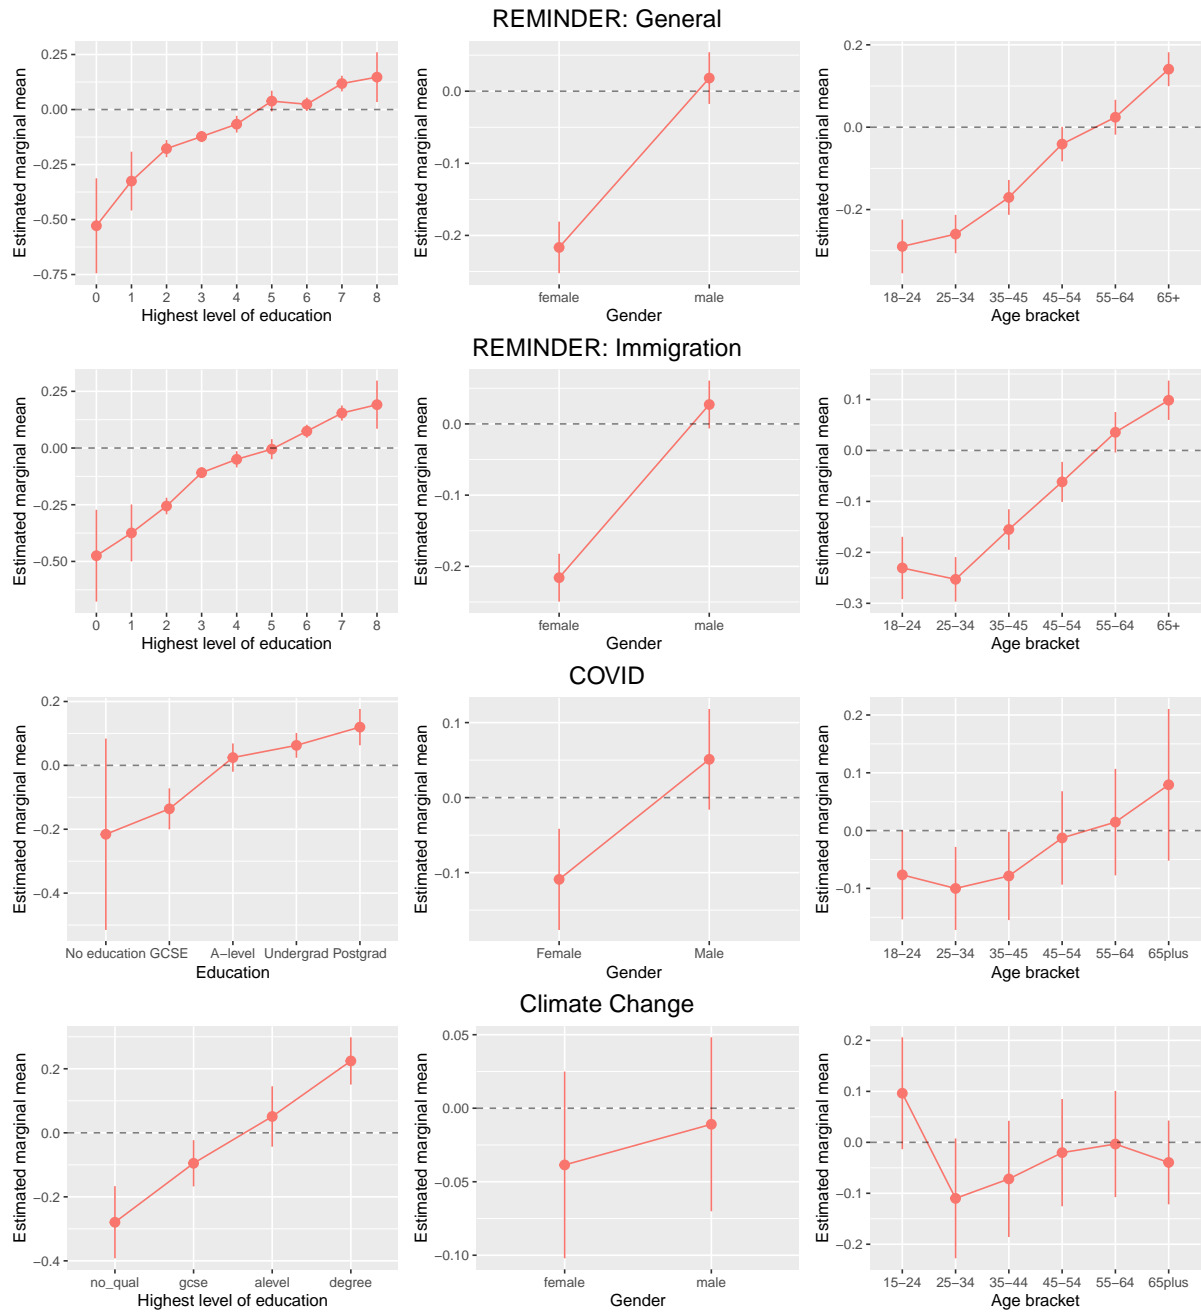 REMINDER: General
Estimated marginal mean
0.25
0.00
−0.25
−0.50
−0.75
0 1 2 3 4 5 6 7 8
Highest level of education
Estimated marginal mean
0.0
−0.1
−0.2
female male
Gender
Estimated marginal mean
0.2
0.0
−0.2
18−24 25−34 35−45 45−54 55−64 65+
Age bracket
REMINDER: Immigration
Estimated marginal mean
0.25
0.00
−0.25
−0.50
0 1 2 3 4 5 6 7 8
Highest level of education
Estimated marginal mean
0.0
−0.1
−0.2
female male
Gender
Estimated marginal mean
0.1
0.0
−0.1
−0.2
−0.3
18−24 25−34 35−45 45−54 55−64 65+
Age bracket
COVID
Estimated marginal mean
0.2
0.0
−0.2
−0.4
No education GCSE A−level Undergrad Postgrad
Education
Estimated marginal mean
0.1
0.0
−0.1
Female Male
Gender
Estimated marginal mean
0.2
0.1
0.0
−0.1
18−24 25−34 35−45 45−54 55−64 65plus
Age bracket
Climate Change
Estimated marginal mean
0.2
0.0
−0.2
−0.4
no_qual gcse alevel degree
Highest level of education
Estimated marginal mean
0.05
0.00
−0.05
−0.10
female male
Gender
Estimated marginal mean
0.2
0.1
0.0
−0.1
−0.2
15−24 25−34 35−44 45−54 55−64 65plus
Age bracket